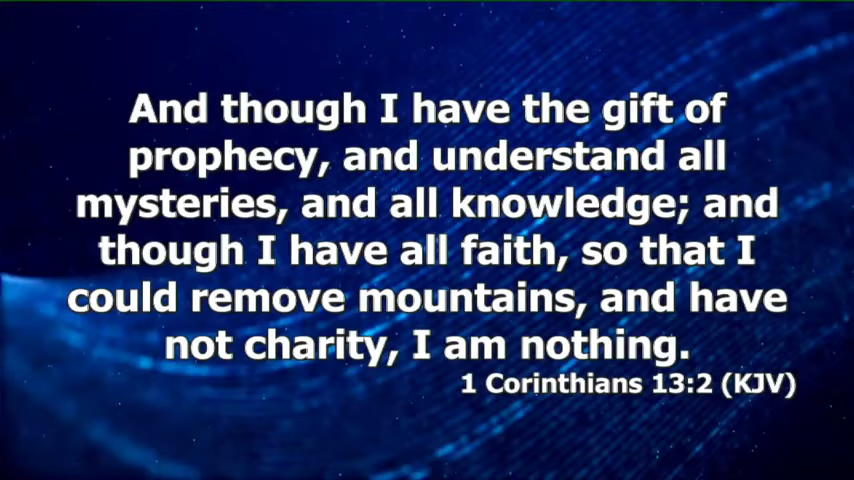 And though I have the gift of
prophecy, and understand all
mysteries, and all knowledge; and
though I have all faith, so that I
could remove mountains, and have
not charity, I am nothing.
1 Corinthians 13:2 (KJV)